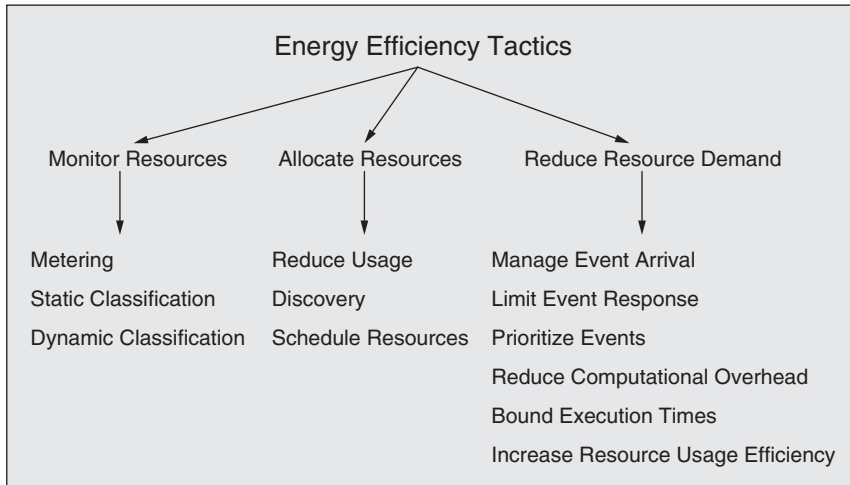 Energy Efficiency Tactics
Monitor Resources
Allocate Resources
Reduce Resource Demand
Metering
Static Classification
Dynamic Classification
Reduce Usage
Discovery
Schedule Resources
Manage Event Arrival
Limit Event Response
Prioritize Events
Reduce Computational Overhead
Bound Execution Times
Increase Resource Usage Efficiency